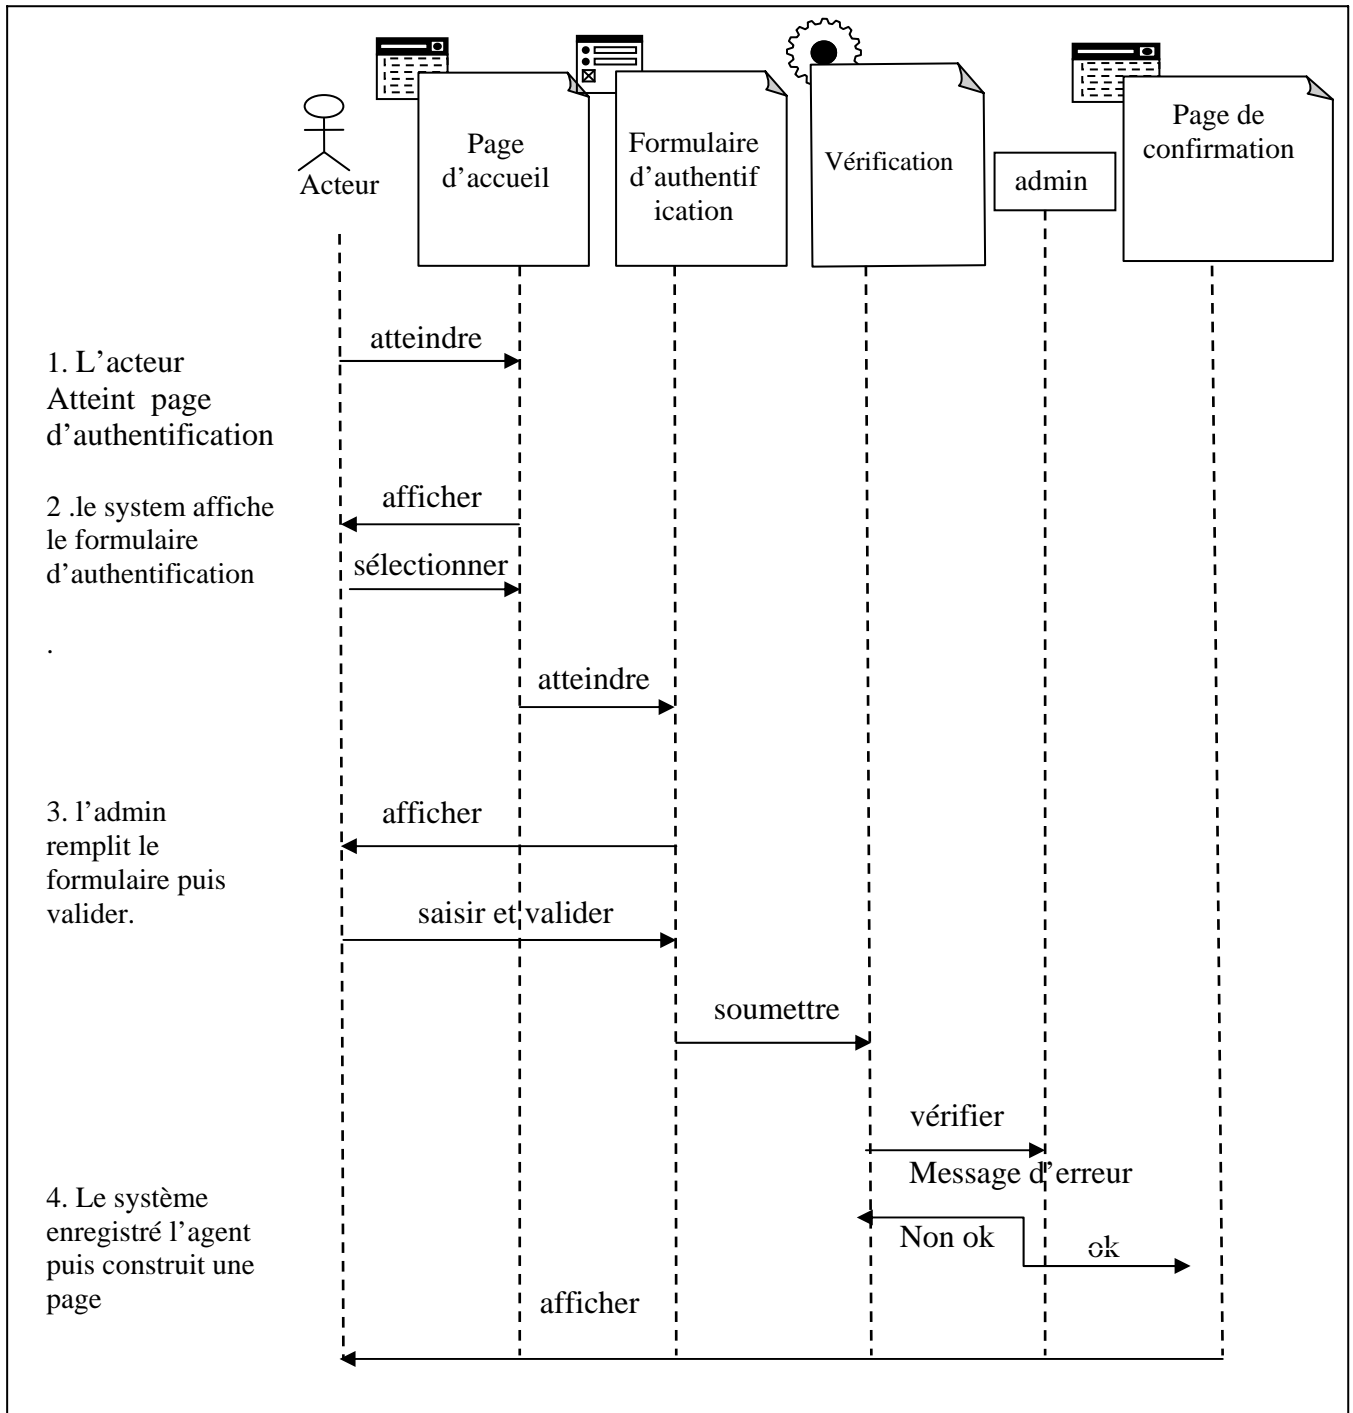 Acteur
Page
d’accueil
Formulaire
d’authentif
ication
Vérification
admin
Page de
confirmation
atteindre
1. L’acteur
Atteint page
d’authentification
afficher
2 .le system affiche
le formulaire
d’authentification
sélectionner
.
atteindre
3. l’admin
remplit le
formulaire puis
valider.
afficher
saisir et valider
soumettre
vérifier
Message d’erreur
4. Le système
enregistré l’agent
puis construit une
page
Non ok
ok
afficher